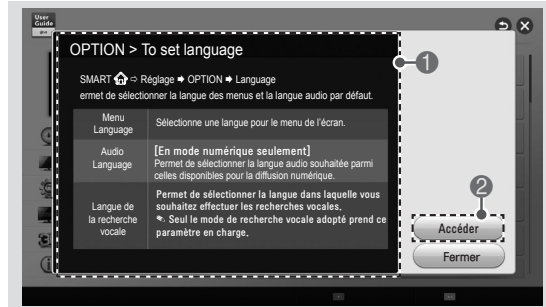 User
Guide
OPTION > To set language
SMART ⇨ Réglage ➡ OPTION ➡ Language
ermet de sélectionner la langue des menus et la langue audio par défaut.
Menu
Language
Sélectionne une langue pour le menu de l'écran.
Audio
Language
[En mode numérique seulement]
Permet de sélectionner la langue audio souhaitée parmi
celles disponibles pour la diffusion numérique.
Langue de
la recherche
vocale
Permet de sélectionner la langue dans laquelle vous
souhaitez effectuer les recherches vocales.
Seul le mode de recherche vocale adopté prend ce
paramètre en charge.
1
2
Accéder
Fermer